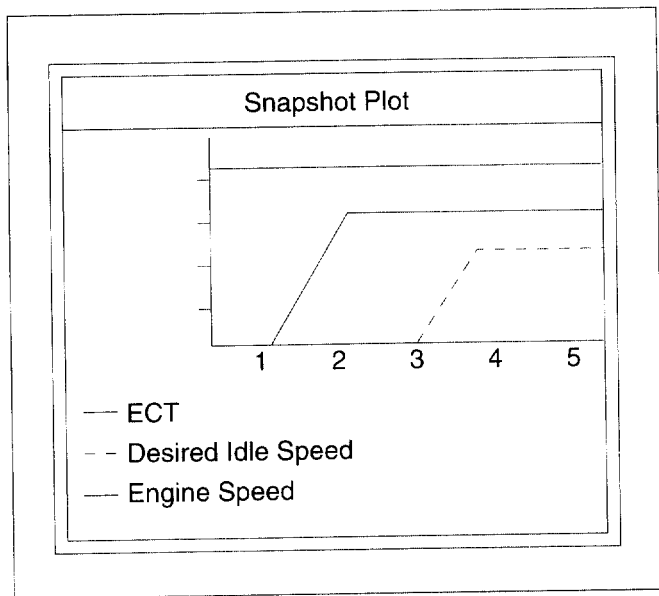 Snapshot Plot
1 2 3 4 5
ECT
Desired Idle Speed
Engine Speed